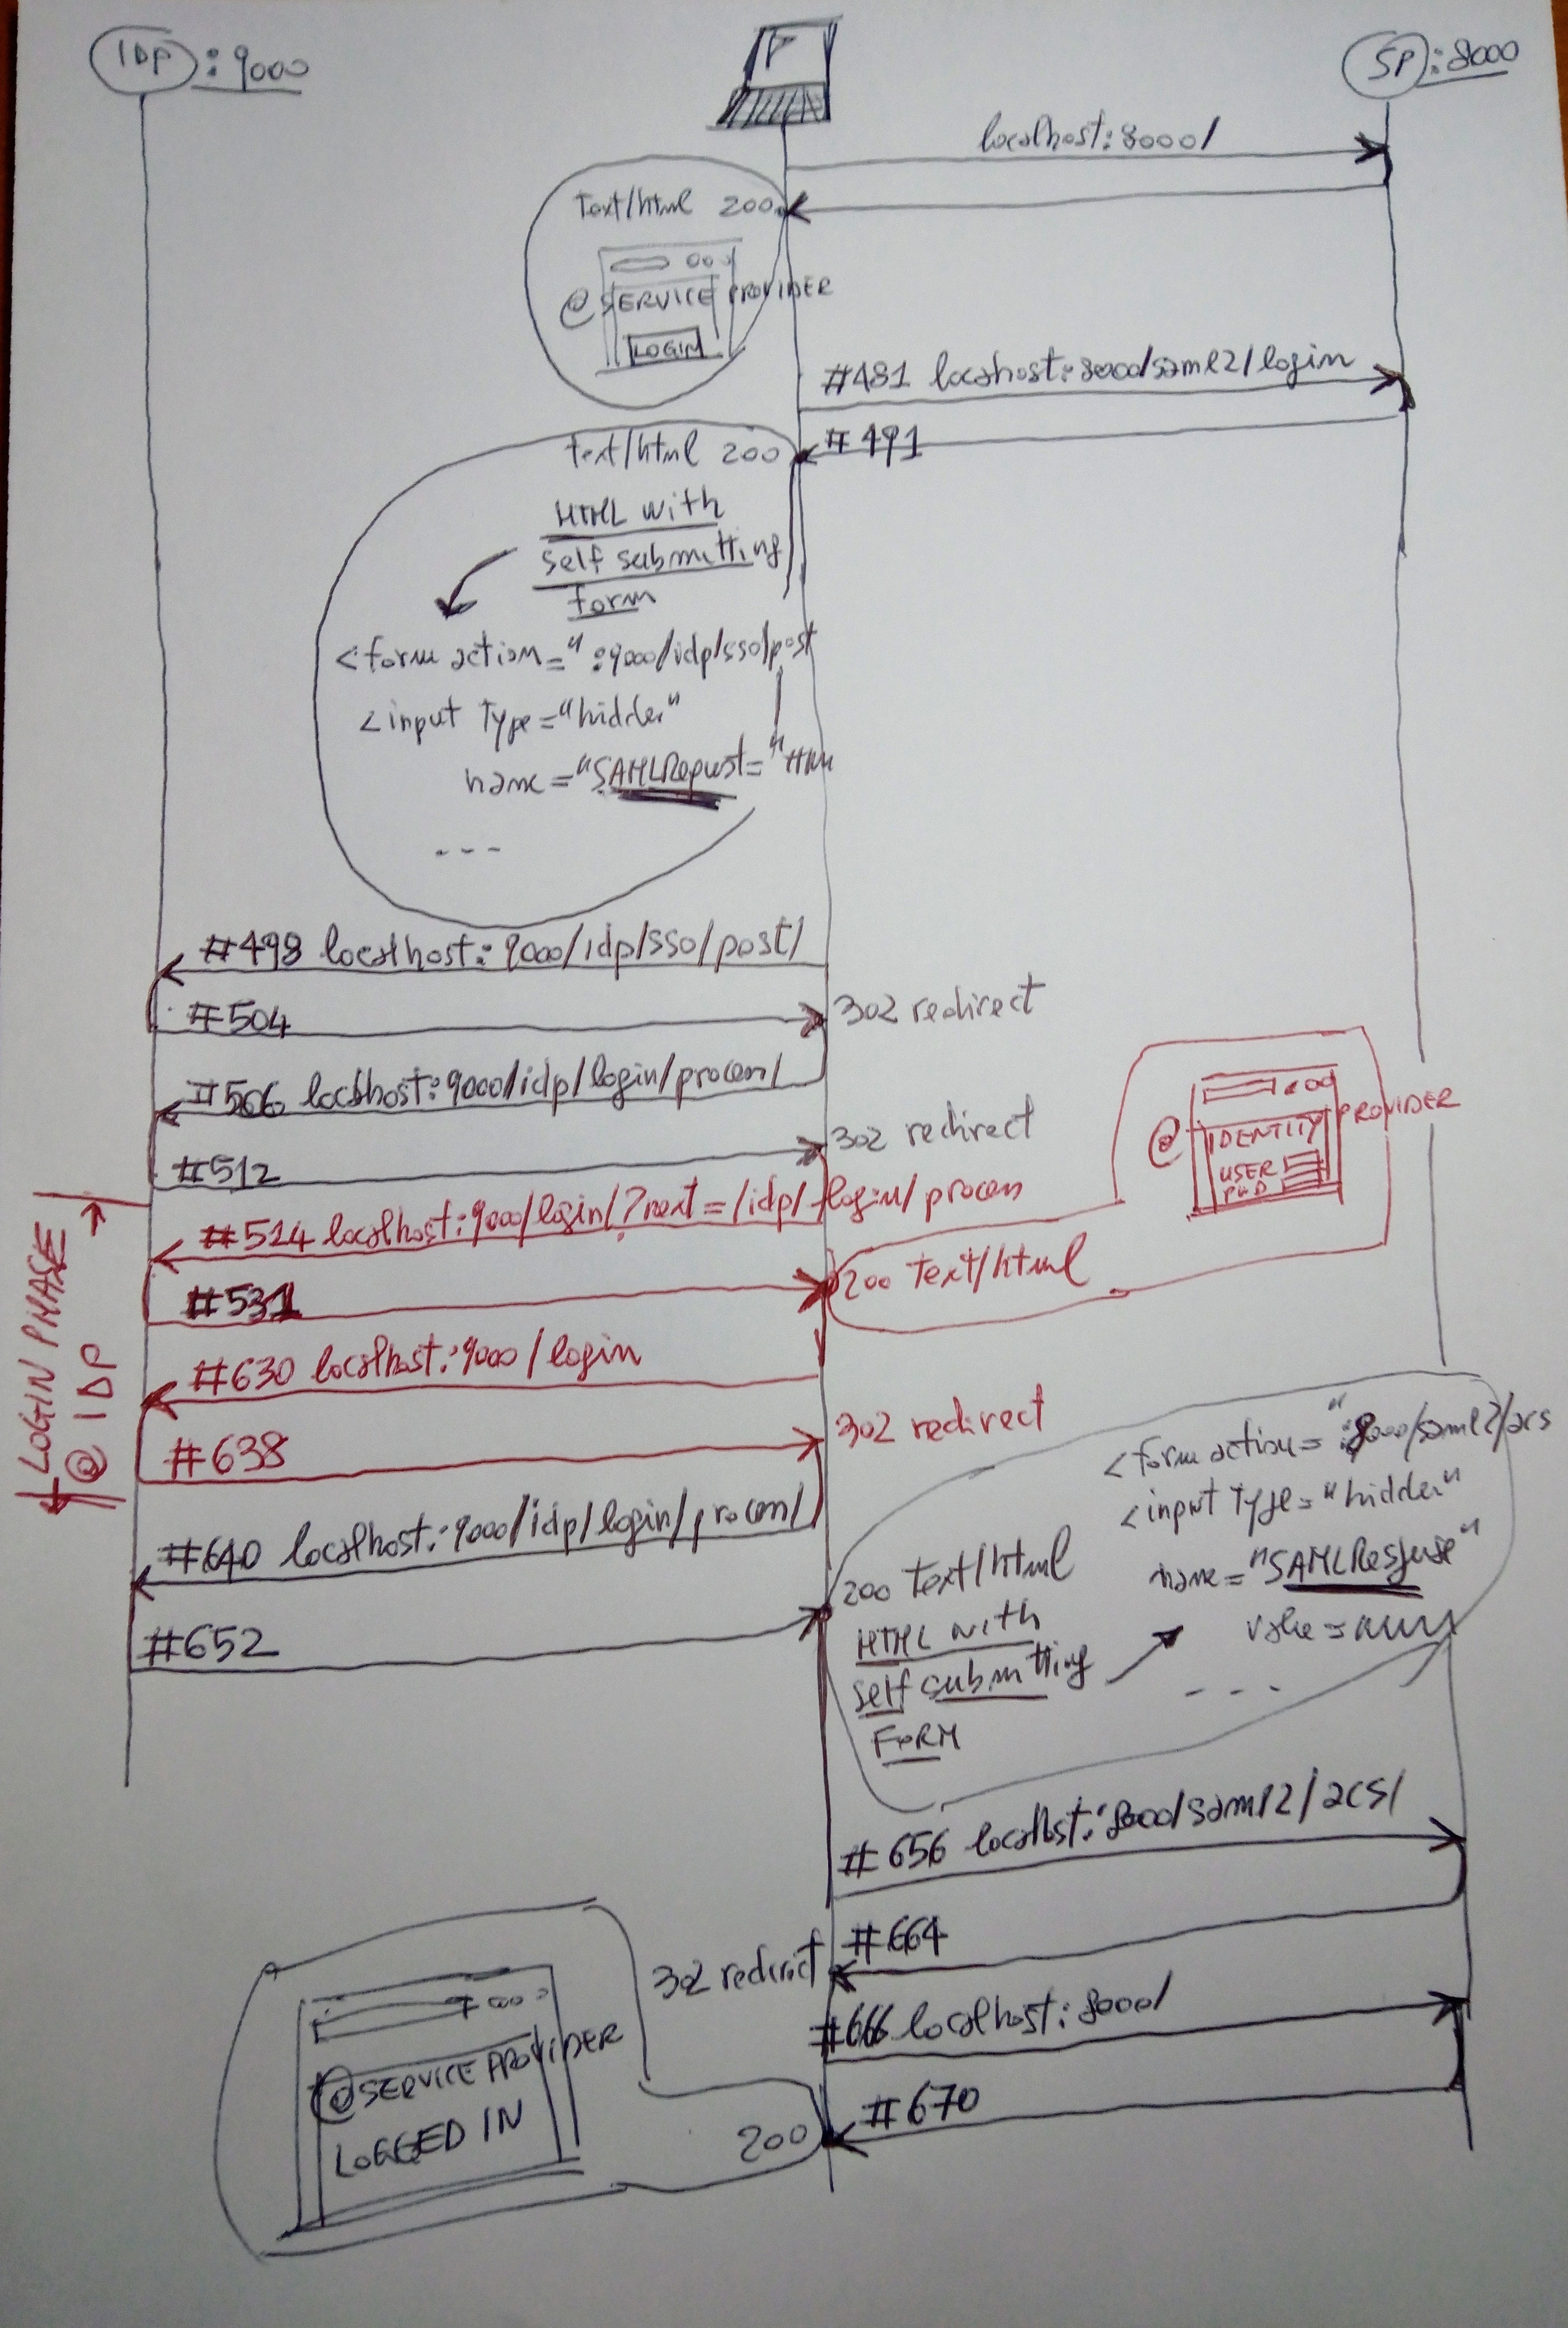 IDP :9000
SP :8000
localhost:8000/
text/html 200
@SERVICE PROVIDER
LOGIN
#481 localhost:8000/saml2/login
#491
text/html 200
HTML with
self submitting
form
<form action=" :9000/idp/sso/post
<input type="hidden"
name="SAMLRequest="
---
#498 localhost:9000/idp/sso/post/
#504
302 redirect
#506 localhost:9000/idp/login/process/
#512
302 redirect
@IDENTITY PROVIDER
USER
PWD
LOGIN PHASE
@ IDP
#514 localhost:9000/login/?next=/idp/login/process
#531
200 text/html
#630 localhost:9000/login
#638
302 redirect
#640 localhost:9000/idp/login/process/
#652
200 text/html
HTML with
self submitting
FORM
<form action=":8000/saml2/acs
<input type="hidden"
name="SAMLResponse"
value=
---
#656 localhost:8000/saml2/acs/
#664
302 redirect
#666 localhost:8000/
#670
200
@SERVICE PROVIDER
LOGGED IN